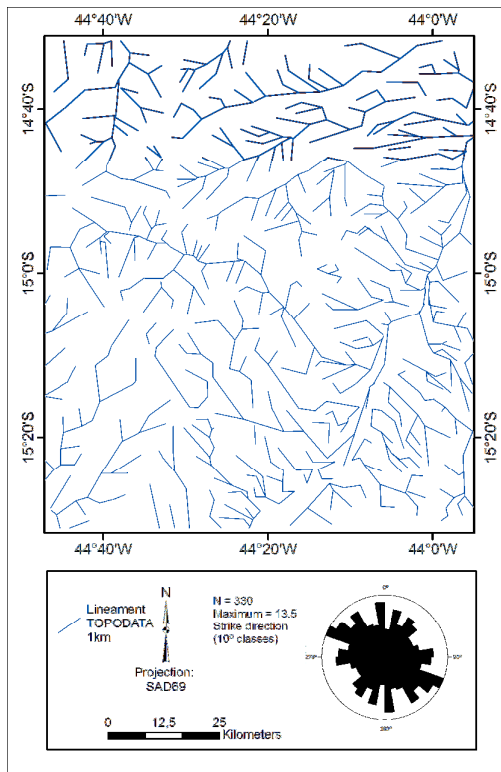 44°40'W 44°20'W 44°0'W
14°40'S 14°40'S
15°0'S 15°0'S
15°20'S 15°20'S
44°40'W 44°20'W 44°0'W
Lineament
TOPODATA
1km
N
Projection:
SAD69
N = 330
Maximum = 13.5
Strike direction
(10° classes)
0°
270°
90°
180°
0 12,5 25
Kilometers